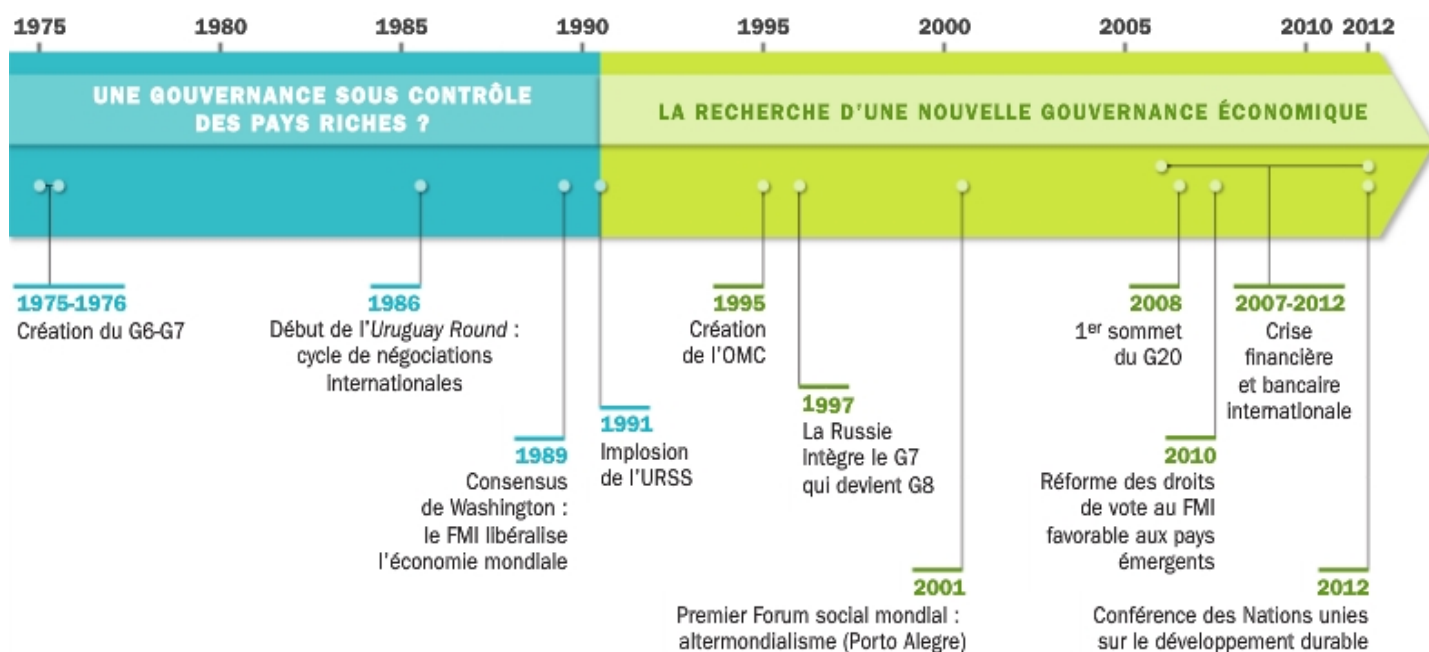 1975 1980 1985 1990 1995 2000 2005 2010 2012
UNE GOUVERNANCE SOUS CONTRÔLE
DES PAYS RICHES ?
LA RECHERCHE D'UNE NOUVELLE GOUVERNANCE ÉCONOMIQUE
1975-1976
Création du G6-G7
1986
Début de l'Uruguay Round :
cycle de négociations
internationales
1989
Consensus
de Washington :
le FMI libéralise
l'économie mondiale
1991
Implosion
de l'URSS
1995
Création
de l'OMC
1997
La Russie
intègre le G7
qui devient G8
2001
Premier Forum social mondial :
altermondialisme (Porto Alegre)
2008
1er sommet
du G20
2007-2012
Crise
financière
et bancaire
internationale
2010
Réforme des droits
de vote au FMI
favorable aux pays
émergents
2012
Conférence des Nations unies
sur le développement durable